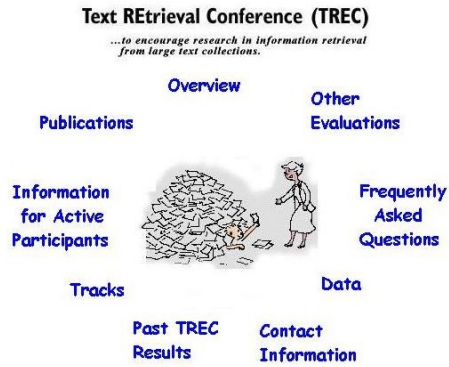 Text REtrieval Conference (TREC)
...to encourage research in information retrieval
from large text collections.
Overview
Other
Evaluations
Publications
Information
for Active
Participants
Frequently
Asked
Questions
Tracks
Data
Past TREC
Results
Contact
Information